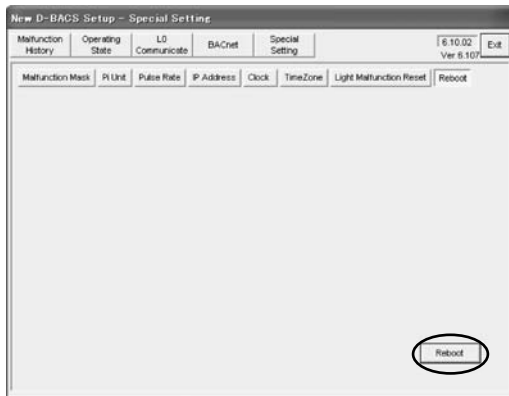 New D-BACS Setup - Special Setting
Malfunction History
Operating State
L0 Communicate
BACnet
Special Setting
6.10.02
Ver 6.107
Exit
Malfunction Mask
Pi Unit
Pulse Rate
IP Address
Clock
TimeZone
Light Malfunction Reset
Reboot
Reboot